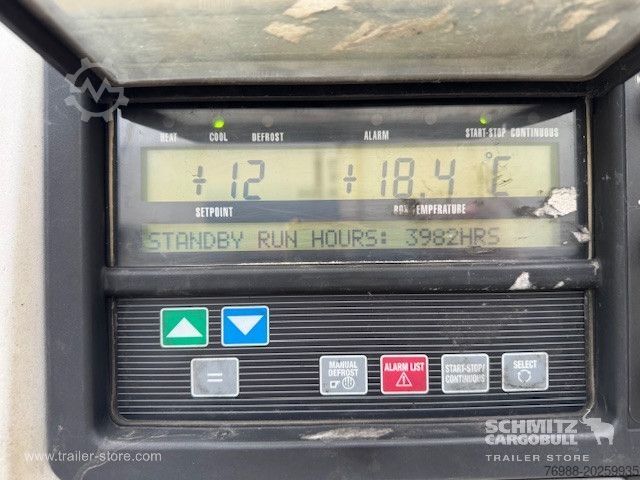 HEAT COOL DEFROST ALARM START-STOP CONTINUOUS
+12 +18.4 °C
SETPOINT BOX TEMPERATURE
STANDBY RUN HOURS: 3982HRS
=
MANUAL DEFROST
ALARM LIST
START-STOP/ CONTINUOUS
SELECT
SCHMITZ
CARGOBULL
TRAILER STORE
www.trailer-store.com
76988-20259935